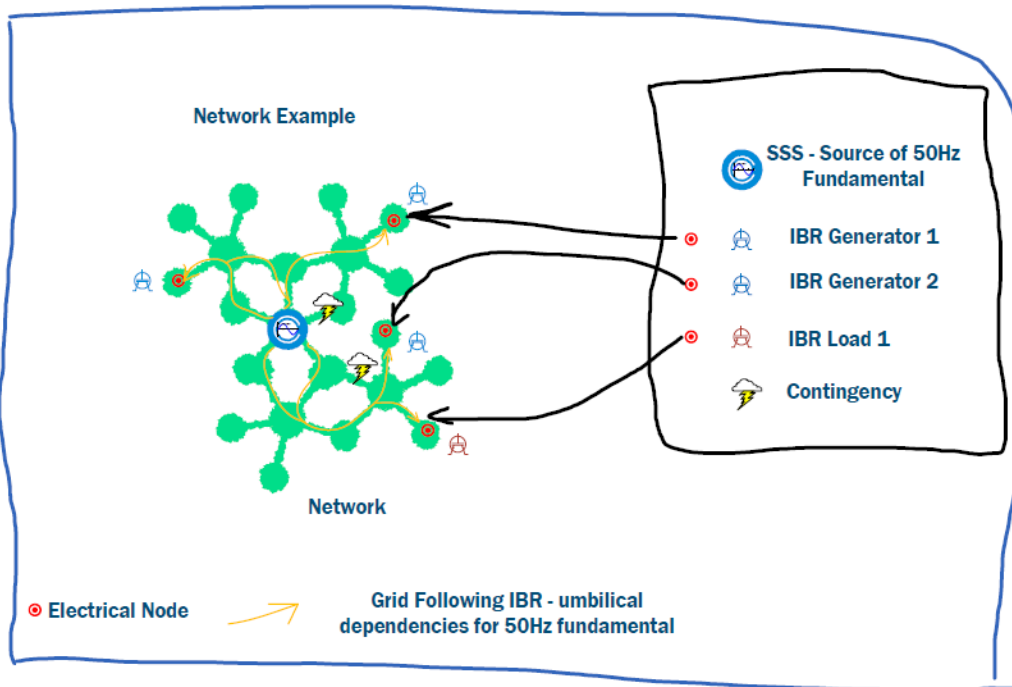 Network Example
SSS - Source of 50Hz
Fundamental
IBR Generator 1
IBR Generator 2
IBR Load 1
Contingency
Network
Electrical Node
Grid Following IBR - umbilical
dependencies for 50Hz fundamental